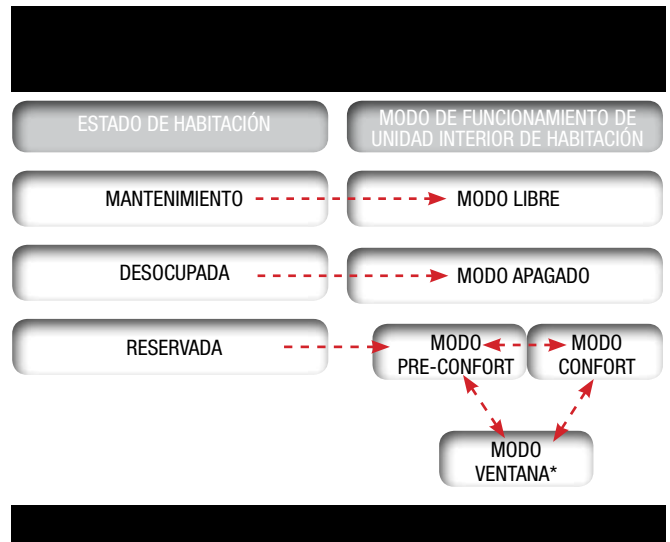 ESTADO DE HABITACIÓN
MODO DE FUNCIONAMIENTO DE
UNIDAD INTERIOR DE HABITACIÓN
MANTENIMIENTO
MODO LIBRE
DESOCUPADA
MODO APAGADO
RESERVADA
MODO
PRE-CONFORT
MODO
CONFORT
MODO
VENTANA*